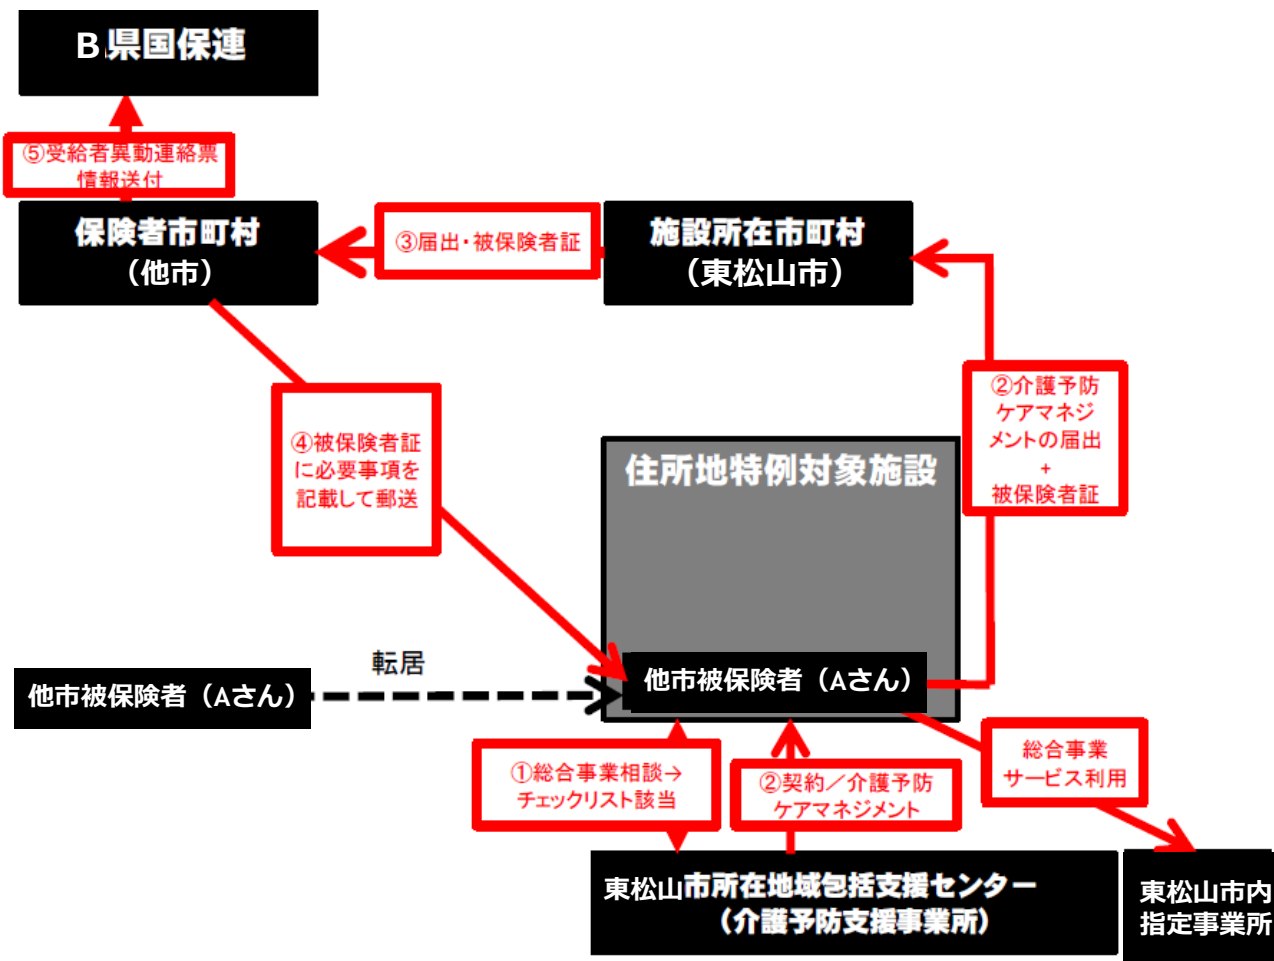 B県国保連
⑤受給者異動連絡票
情報送付
保険者市町村
（他市）
③届出・被保険者証
施設所在市町村
（東松山市）
②介護予防
ケアマネジ
メントの届出
+
被保険者証
④被保険者証
に必要事項を
記載して郵送
住所地特例対象施設
転居
他市被保険者（Aさん）
他市被保険者（Aさん）
①総合事業相談→
チェックリスト該当
②契約／介護予防
ケアマネジメント
総合事業
サービス利用
東松山市所在地域包括支援センター
（介護予防支援事業所）
東松山市内
指定事業所